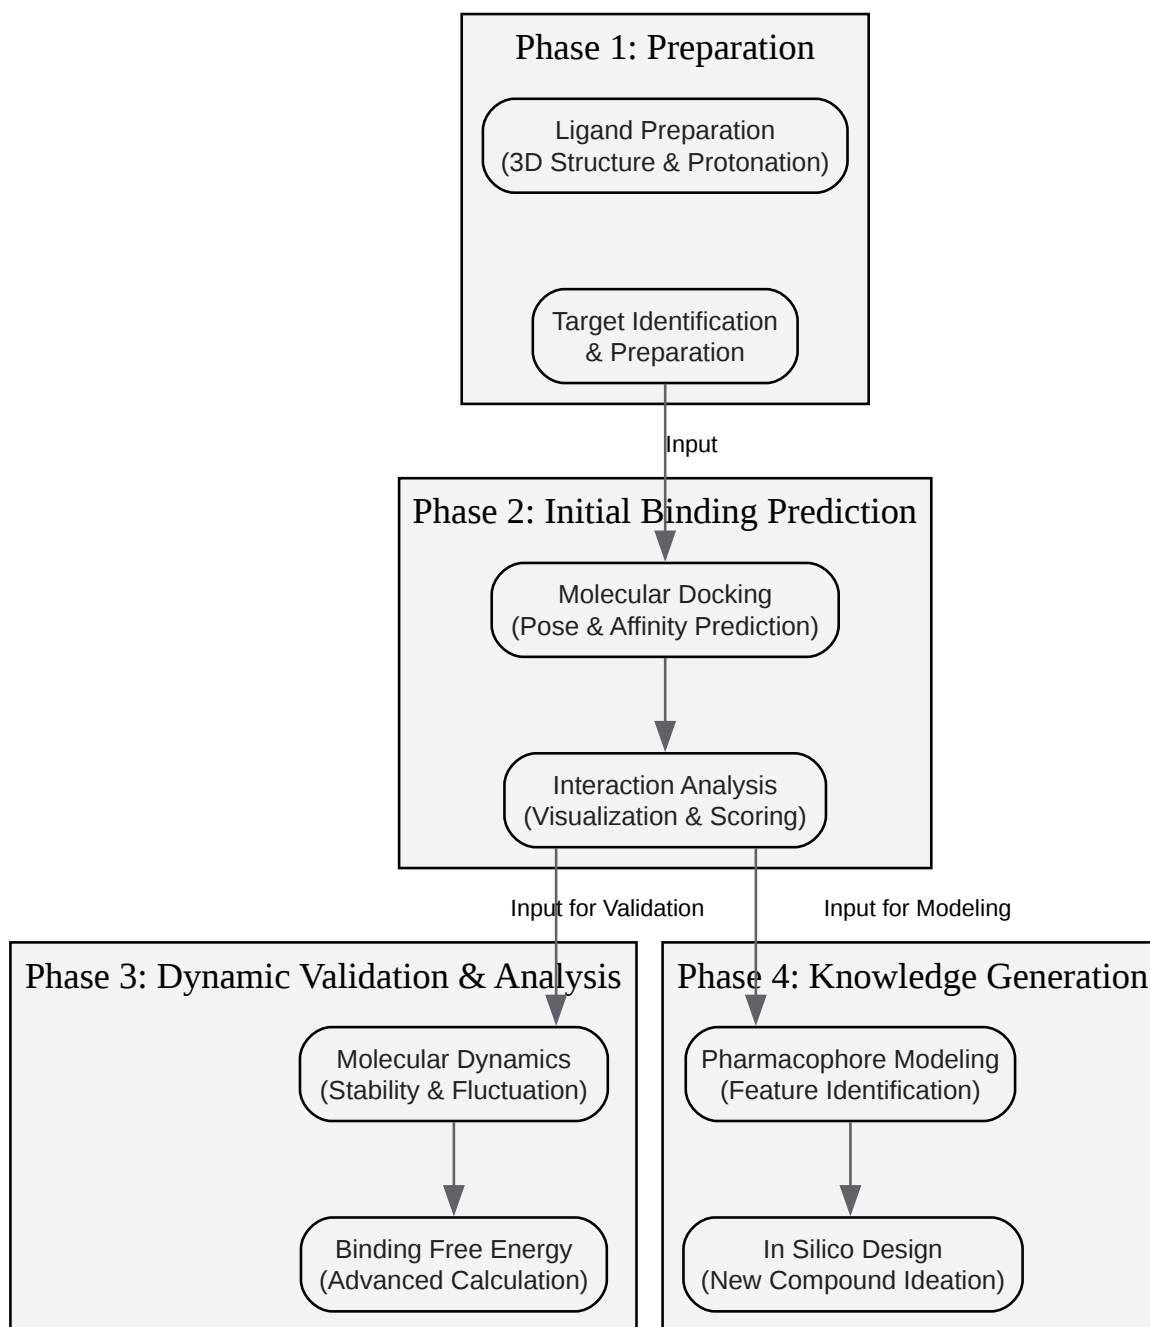 Phase 1: Preparation
Ligand Preparation
(3D Structure & Protonation)
Target Identification
& Preparation
Input
Phase 2: Initial Binding Prediction
Molecular Docking
(Pose & Affinity Prediction)
Interaction Analysis
(Visualization & Scoring)
Input for Validation
Input for Modeling
Phase 3: Dynamic Validation & Analysis
Phase 4: Knowledge Generation
Molecular Dynamics
(Stability & Fluctuation)
Pharmacophore Modeling
(Feature Identification)
Binding Free Energy
(Advanced Calculation)
In Silico Design
(New Compound Ideation)